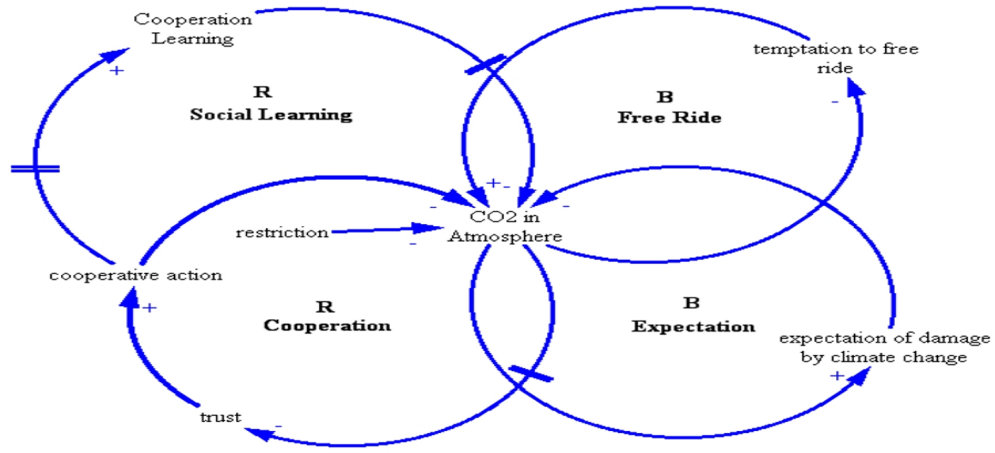 Cooperation
Learning
+
temptation to free
ride
-
R
Social Learning
B
Free Ride
+
-
-
-
CO2 in
Atmosphere
restriction
-
cooperative action
+
R
Cooperation
B
Expectation
expectation of damage
by climate change
+
trust
-